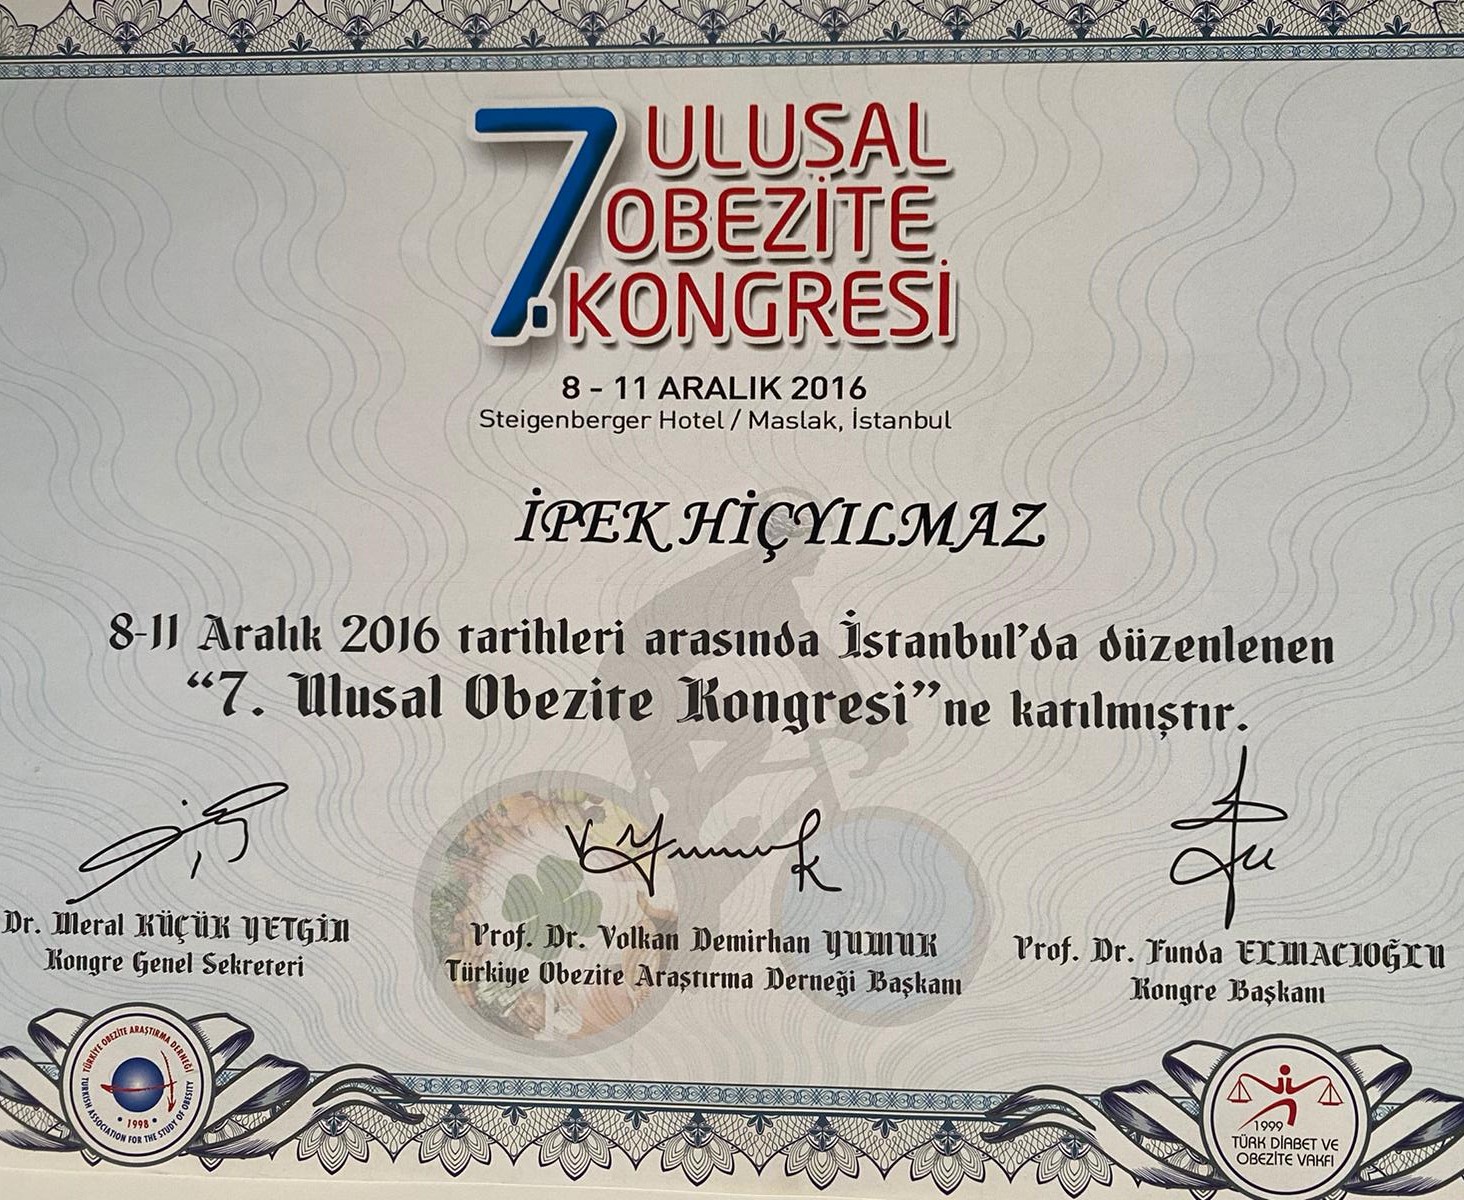 7. ULUSAL
OBEZİTE
KONGRESİ
8 - 11 ARALIK 2016
Steigenberger Hotel / Maslak, İstanbul
İPEK HİÇYILMAZ
8-11 Aralık 2016 tarihleri arasında İstanbul'da düzenlenen
“7. Ulusal Obezite Kongresi”ne katılmıştır.
Dr. Meral KÜÇÜK YETGİN
Kongre Genel Sekreteri
Prof. Dr. Volkan Demirhan YUMUK
Türkiye Obezite Araştırma Derneği Başkanı
Prof. Dr. Funda ELMACIOĞLU
Kongre Başkanı
TÜRKİYE OBEZİTE ARAŞTIRMA DERNEĞİ
TURKISH ASSOCIATION FOR THE STUDY OF OBESITY
• 1998 •
1999
TÜRK DİABET VE
OBEZİTE VAKFI